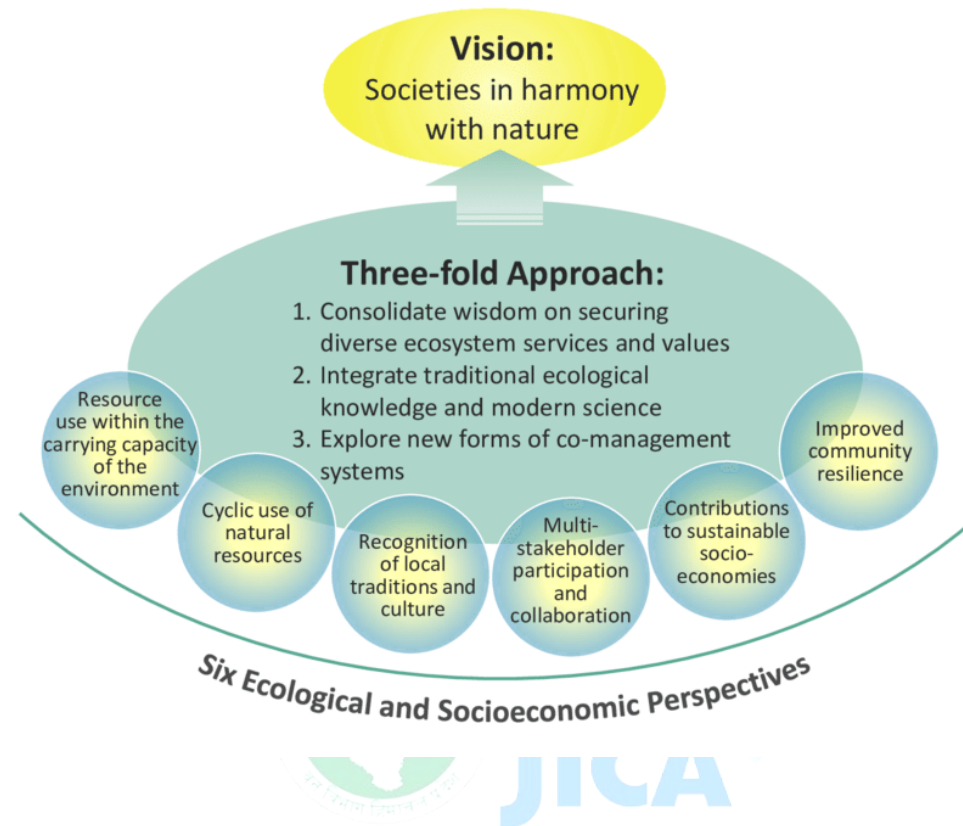 Vision:
Societies in harmony
with nature
Three-fold Approach:
1. Consolidate wisdom on securing
diverse ecosystem services and values
2. Integrate traditional ecological
knowledge and modern science
3. Explore new forms of co-management
systems
Resource
use within the
carrying capacity
of the
environment
Cyclic use of
natural
resources
Recognition
of local
traditions and
culture
Multi-
stakeholder
participation
and
collaboration
Contributions
to sustainable
socio-
economies
Improved
community
resilience
Six Ecological and Socioeconomic Perspectives
JICA